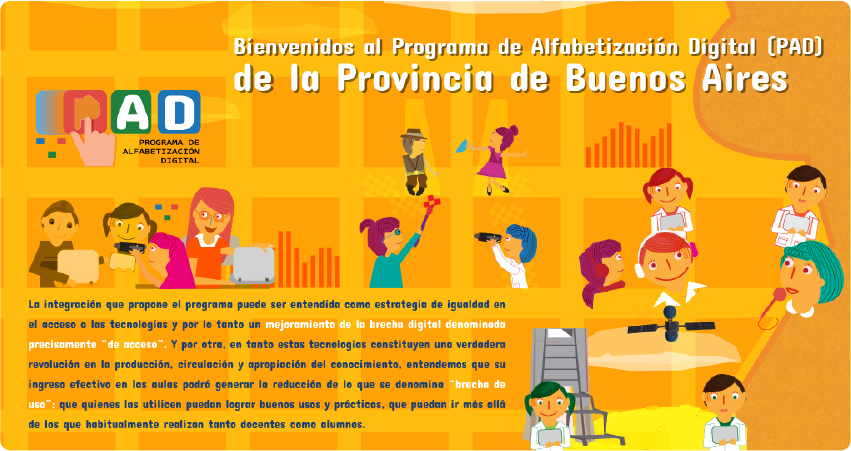 Bienvenidos al Programa de Alfabetización Digital (PAD)
de la Provincia de Buenos Aires
PAD
PROGRAMA DE
ALFABETIZACIÓN
DIGITAL
La integración que propone el programa puede ser entendida como estrategia de igualdad en
el acceso a las tecnologías y por lo tanto un mejoramiento de la brecha digital denominada
precisamente "de acceso". Y por otra, en tanto estas tecnologías constituyen una verdadera
revolución en la producción, circulación y apropiación del conocimiento, entendemos que su
ingreso efectivo en las aulas podrá generar la reducción de lo que se denomina "brecha de
uso": que quienes las utilicen puedan lograr buenos usos y prácticas, que puedan ir más allá
de los que habitualmente realizan tanto docentes como alumnos.